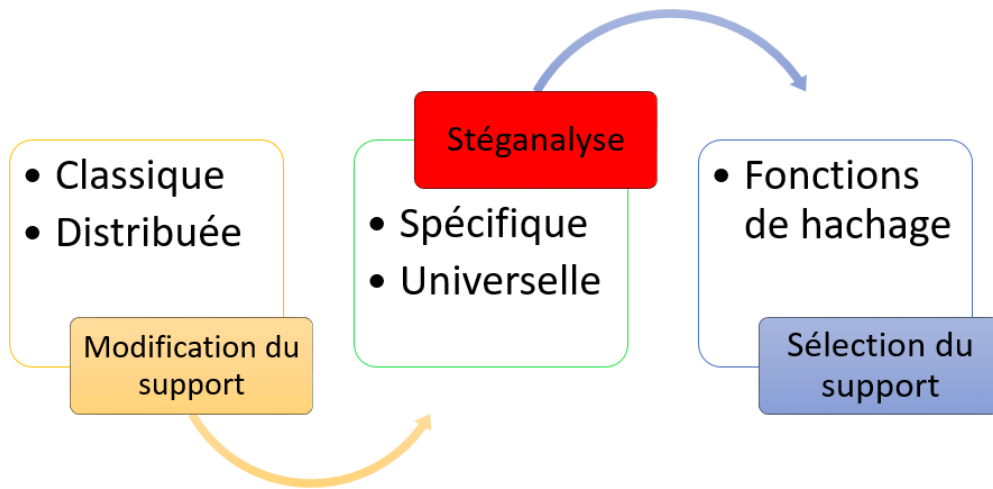 • Classique
• Distribuée
Modification du
support
Stéganalyse
• Spécifique
• Universelle
• Fonctions
de hachage
Sélection du
support